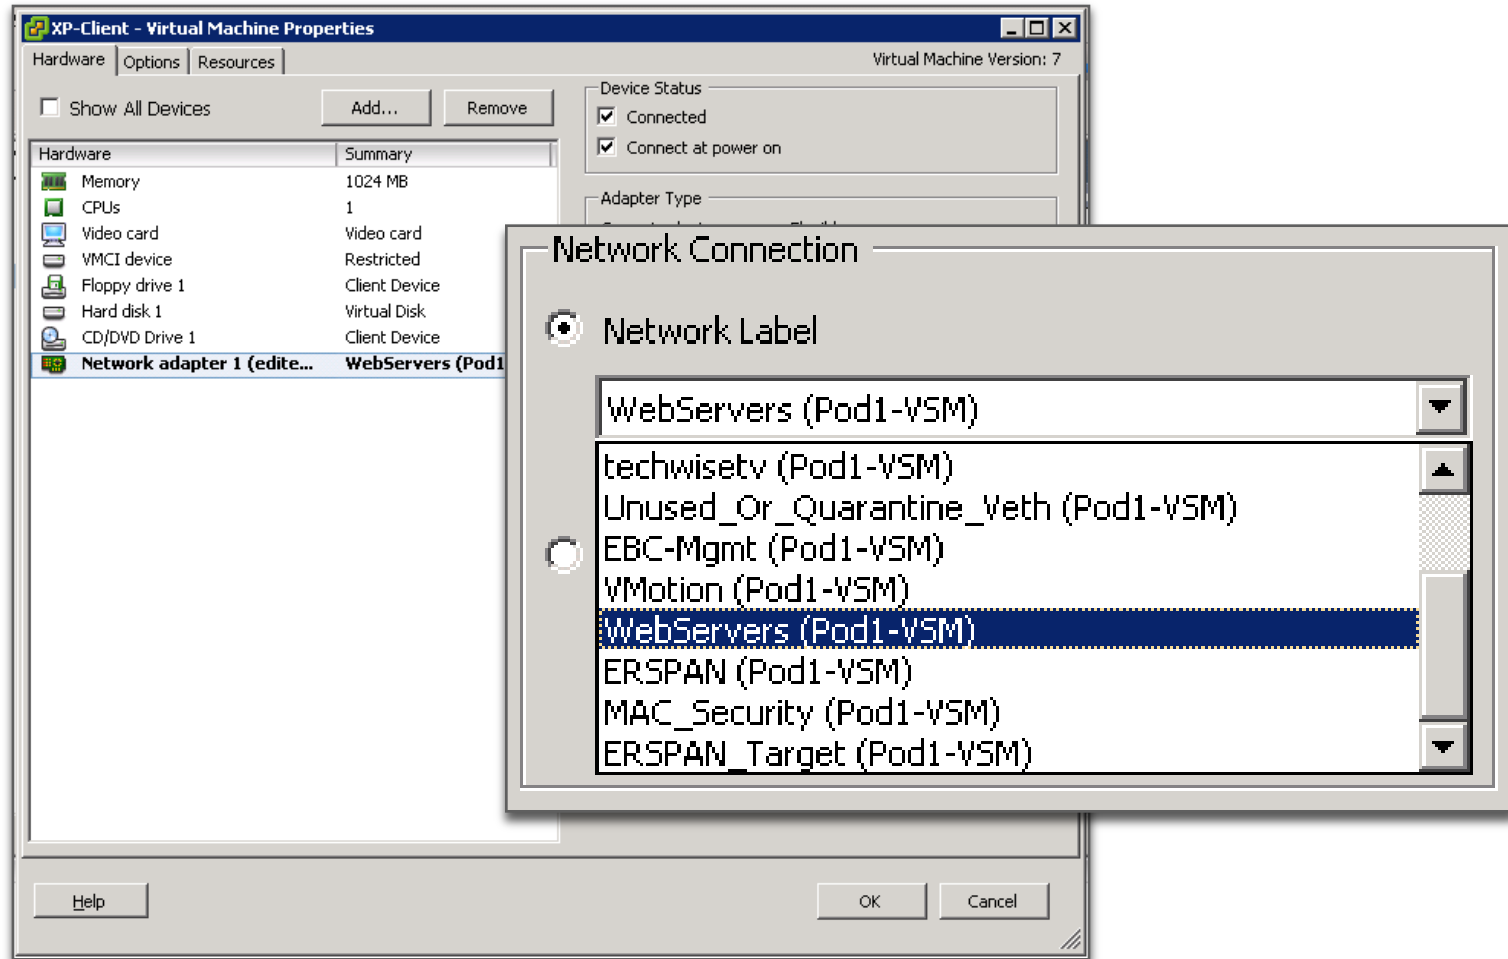 XP-Client - Virtual Machine Properties
Hardware Options Resources
Virtual Machine Version: 7
Show All Devices
Add... Remove
Device Status
Connected
Connect at power on
Hardware Summary
Memory 1024 MB
CPUs 1
Video card Video card
VMCI device Restricted
Floppy drive 1 Client Device
Hard disk 1 Virtual Disk
CD/DVD Drive 1 Client Device
Network adapter 1 (edite... WebServers (Pod1
Adapter Type
Network Connection
Network Label
WebServers (Pod1-VSM)
techwisetv (Pod1-VSM)
Unused_Or_Quarantine_Veth (Pod1-VSM)
EBC-Mgmt (Pod1-VSM)
VMotion (Pod1-VSM)
WebServers (Pod1-VSM)
ERSPAN (Pod1-VSM)
MAC_Security (Pod1-VSM)
ERSPAN_Target (Pod1-VSM)
Help
OK Cancel